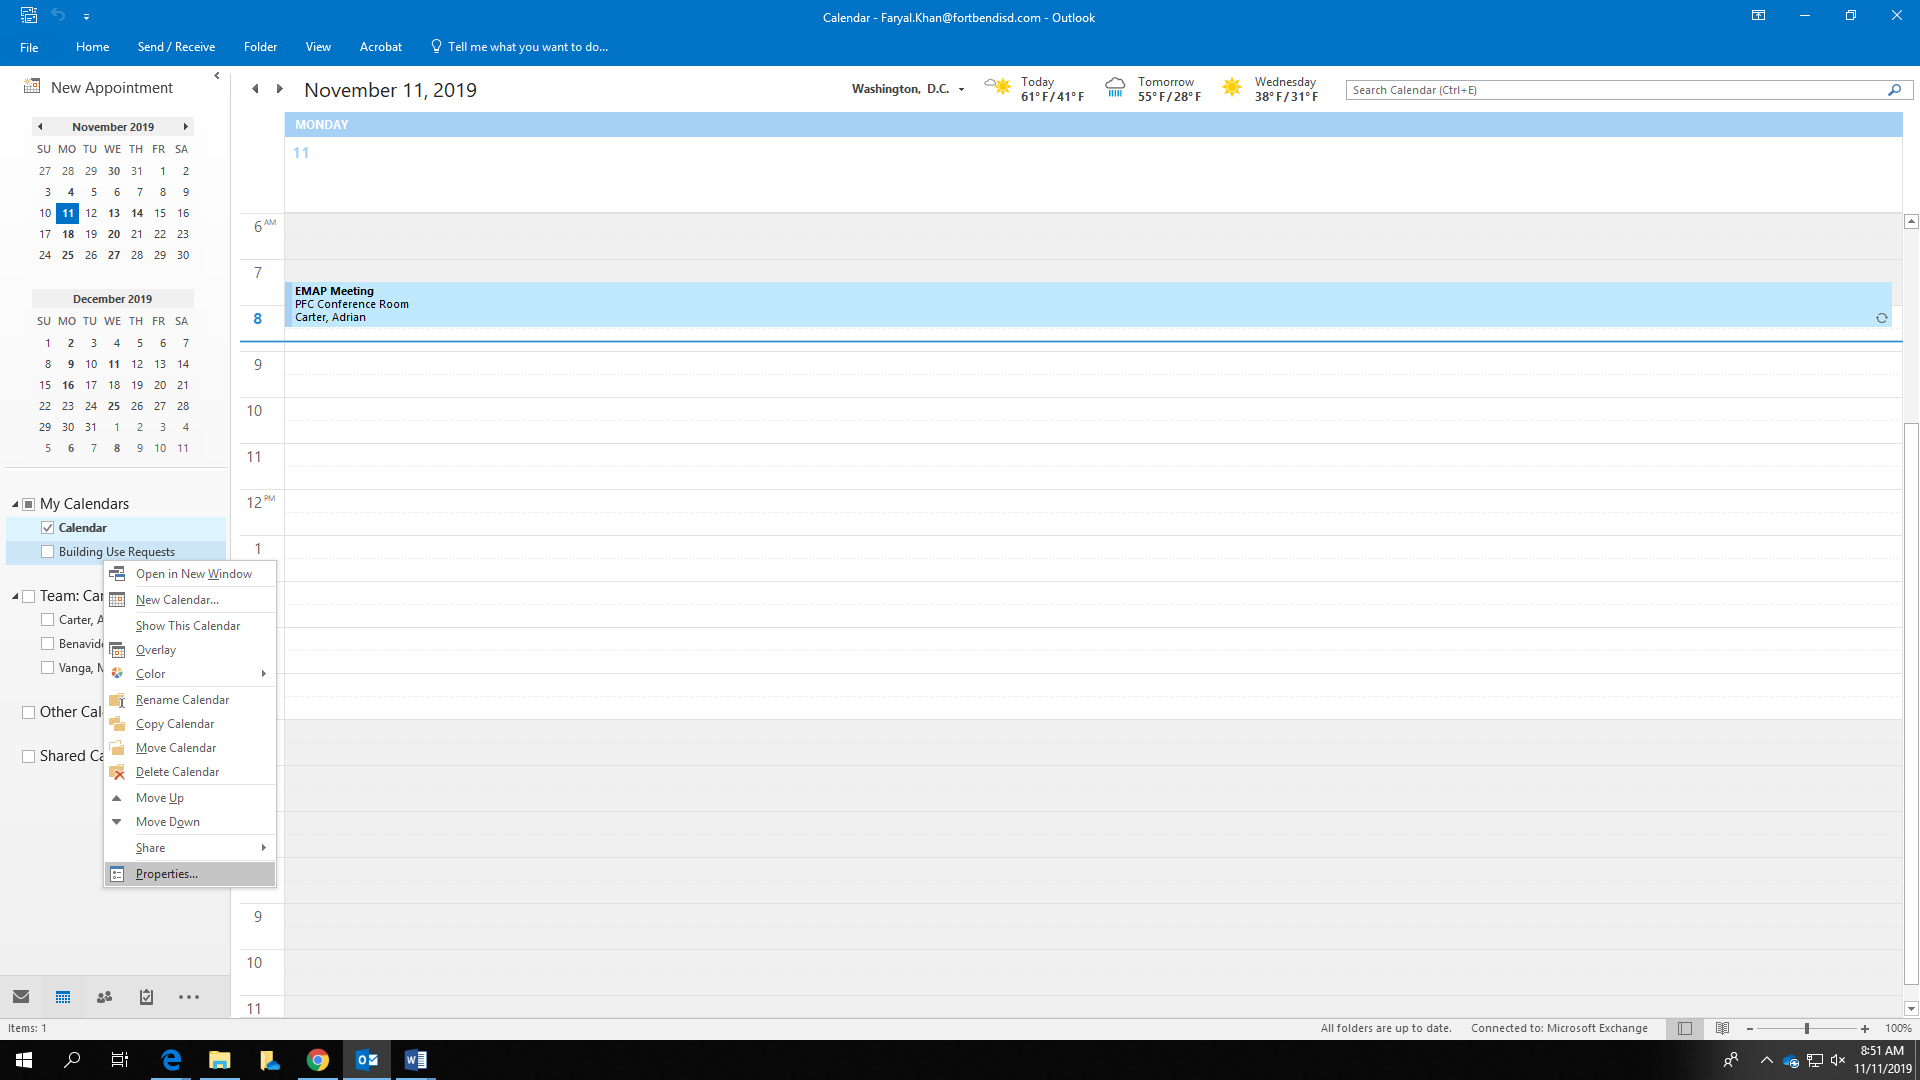 Calendar - Faryal.Khan@fortbendisd.com - Outlook
File Home Send / Receive Folder View Acrobat Tell me what you want to do...
New Appointment
November 2019
SU MO TU WE TH FR SA
27 28 29 30 31 1 2
3 4 5 6 7 8 9
10 11 12 13 14 15 16
17 18 19 20 21 22 23
24 25 26 27 28 29 30
December 2019
SU MO TU WE TH FR SA
1 2 3 4 5 6 7
8 9 10 11 12 13 14
15 16 17 18 19 20 21
22 23 24 25 26 27 28
29 30 31 1 2 3 4
5 6 7 8 9 10 11
My Calendars
Calendar
Building Use Requests
Team: Car
Carter, A
Benavide
Vanga, M
Other Cal
Shared Ca
Open in New Window
New Calendar...
Show This Calendar
Overlay
Color
Rename Calendar
Copy Calendar
Move Calendar
Delete Calendar
Move Up
Move Down
Share
Properties...
November 11, 2019
Washington, D.C.
Today
61° F / 41° F
Tomorrow
55° F / 28° F
Wednesday
38° F / 31° F
Search Calendar (Ctrl+E)
MONDAY
11
6 AM
7
EMAP Meeting
PFC Conference Room
Carter, Adrian
8
9
10
11
12 PM
1
9
10
11
Items: 1
All folders are up to date. Connected to: Microsoft Exchange 100%
8:51 AM
11/11/2019